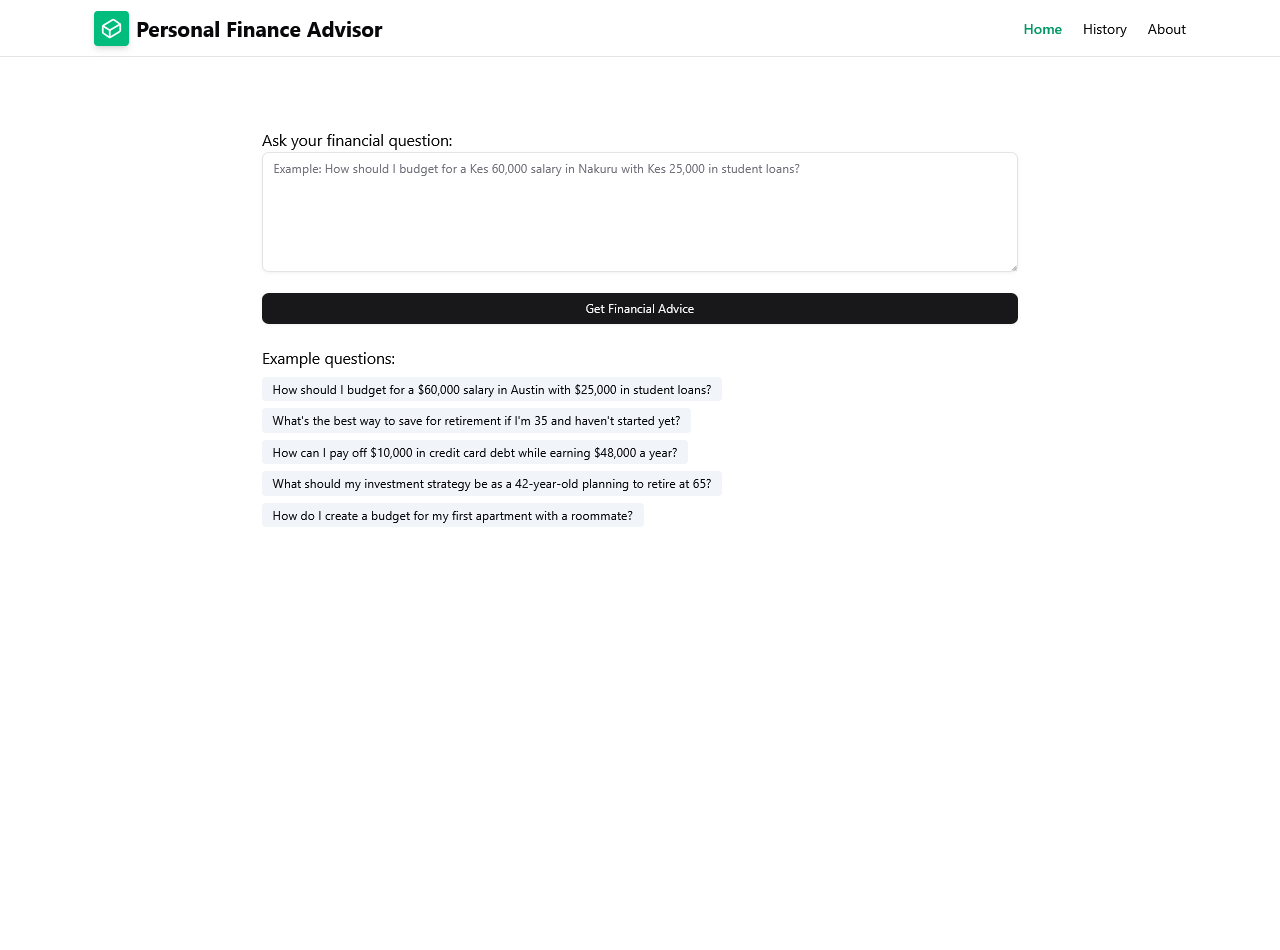 Personal Finance Advisor
Home History About
Ask your financial question:
Example: How should I budget for a Kes 60,000 salary in Nakuru with Kes 25,000 in student loans?
Get Financial Advice
Example questions:
How should I budget for a $60,000 salary in Austin with $25,000 in student loans?
What's the best way to save for retirement if I'm 35 and haven't started yet?
How can I pay off $10,000 in credit card debt while earning $48,000 a year?
What should my investment strategy be as a 42-year-old planning to retire at 65?
How do I create a budget for my first apartment with a roommate?